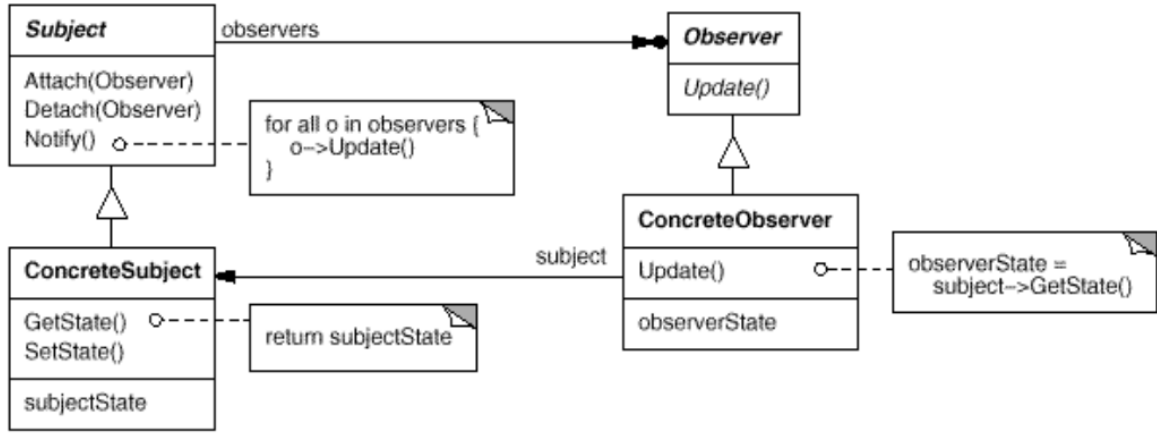 Subject
observers
Observer
Attach(Observer)
Detach(Observer)
Notify()
for all o in observers {
o->Update()
}
Update()
ConcreteSubject
GetState()
SetState()
subjectState
return subjectState
subject
ConcreteObserver
Update()
observerState
observerState =
subject->GetState()